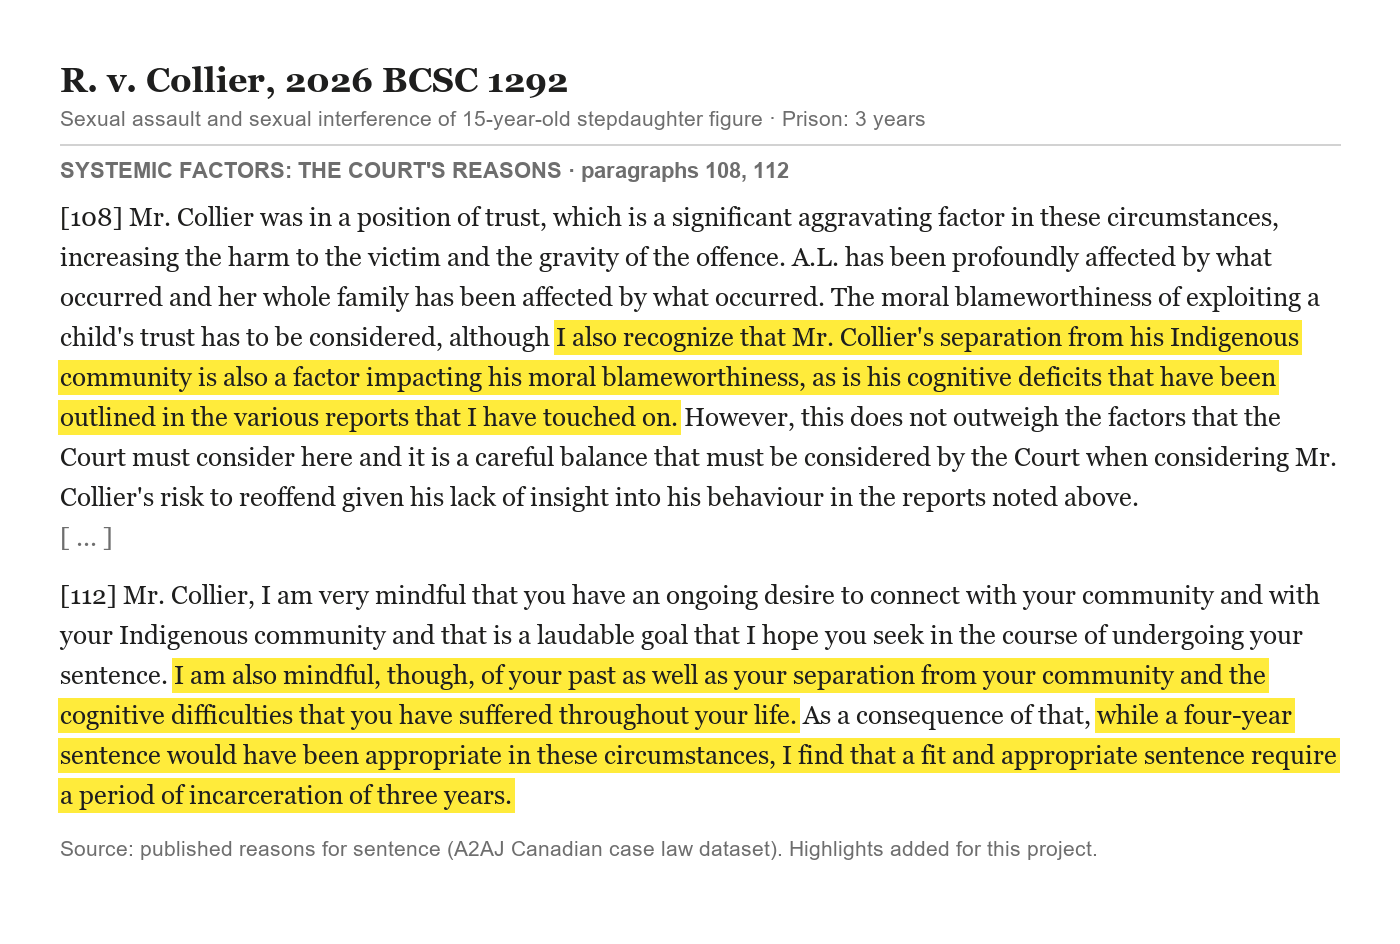 R. v. Collier, 2026 BCSC 1292
Sexual assault and sexual interference of 15-year-old stepdaughter figure · Prison: 3 years
SYSTEMIC FACTORS: THE COURT'S REASONS · paragraphs 108, 112
[108] Mr. Collier was in a position of trust, which is a significant aggravating factor in these circumstances,
increasing the harm to the victim and the gravity of the offence. A.L. has been profoundly affected by what
occurred and her whole family has been affected by what occurred. The moral blameworthiness of exploiting a
child's trust has to be considered, although I also recognize that Mr. Collier's separation from his Indigenous
community is also a factor impacting his moral blameworthiness, as is his cognitive deficits that have been
outlined in the various reports that I have touched on. However, this does not outweigh the factors that the
Court must consider here and it is a careful balance that must be considered by the Court when considering Mr.
Collier's risk to reoffend given his lack of insight into his behaviour in the reports noted above.
[ ... ]
[112] Mr. Collier, I am very mindful that you have an ongoing desire to connect with your community and with
your Indigenous community and that is a laudable goal that I hope you seek in the course of undergoing your
sentence. I am also mindful, though, of your past as well as your separation from your community and the
cognitive difficulties that you have suffered throughout your life. As a consequence of that, while a four-year
sentence would have been appropriate in these circumstances, I find that a fit and appropriate sentence require
a period of incarceration of three years.
Source: published reasons for sentence (A2AJ Canadian case law dataset). Highlights added for this project.